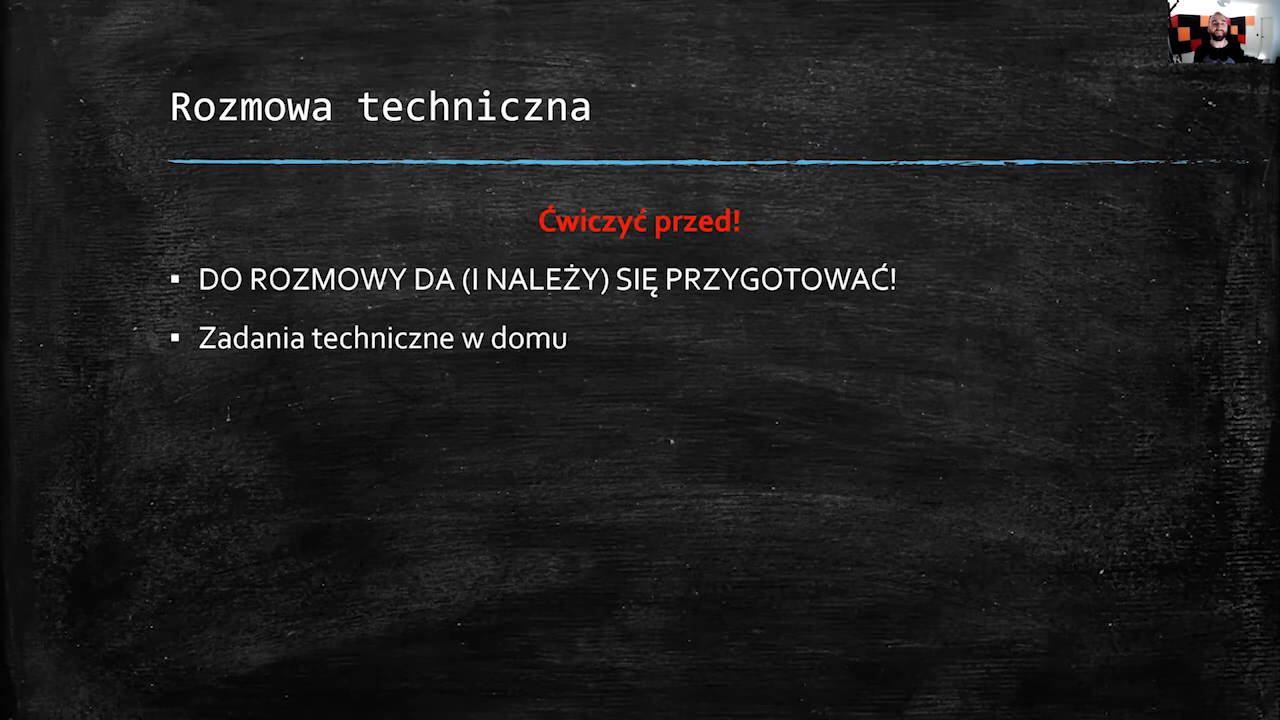 Rozmowa techniczna
Ćwiczyć przed!
▪ DO ROZMOWY DA (I NALEŻY) SIĘ PRZYGOTOWAĆ!
▪ Zadania techniczne w domu